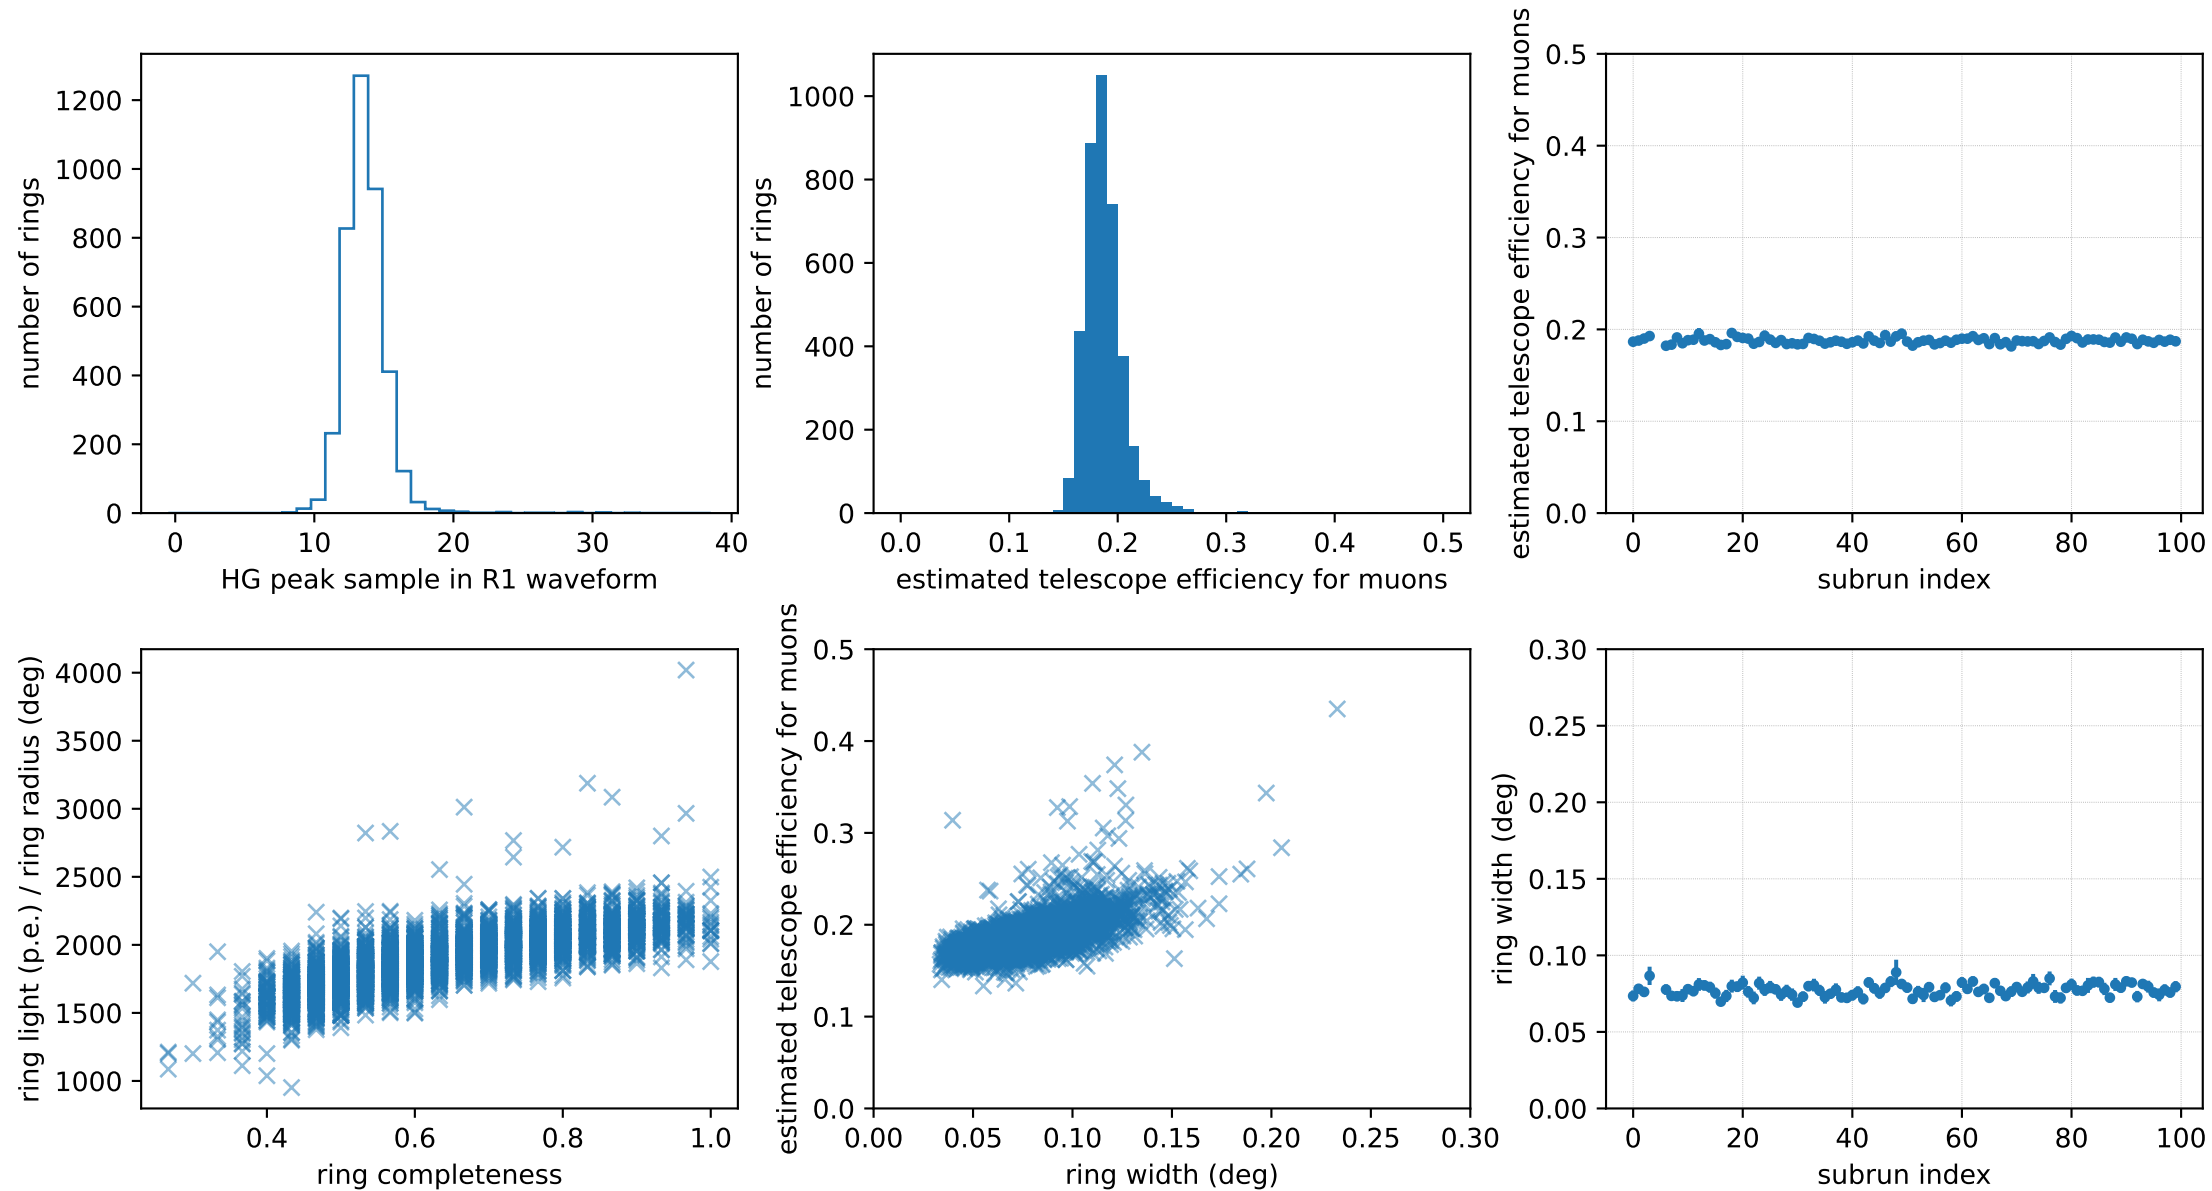 number of rings
1200
1000
800
600
400
200
0
0 10 20 30 40
HG peak sample in R1 waveform
number of rings
1000
800
600
400
200
0
0.0 0.1 0.2 0.3 0.4 0.5
estimated telescope efficiency for muons
estimated telescope efficiency for muons
0.5
0.4
0.3
0.2
0.1
0.0
0 20 40 60 80 100
subrun index
ring light (p.e.) / ring radius (deg)
4000
3500
3000
2500
2000
1500
1000
0.4 0.6 0.8 1.0
ring completeness
estimated telescope efficiency for muons
0.5
0.4
0.3
0.2
0.1
0.0
0.00 0.05 0.10 0.15 0.20 0.25 0.30
ring width (deg)
ring width (deg)
0.30
0.25
0.20
0.15
0.10
0.05
0.00
0 20 40 60 80 100
subrun index